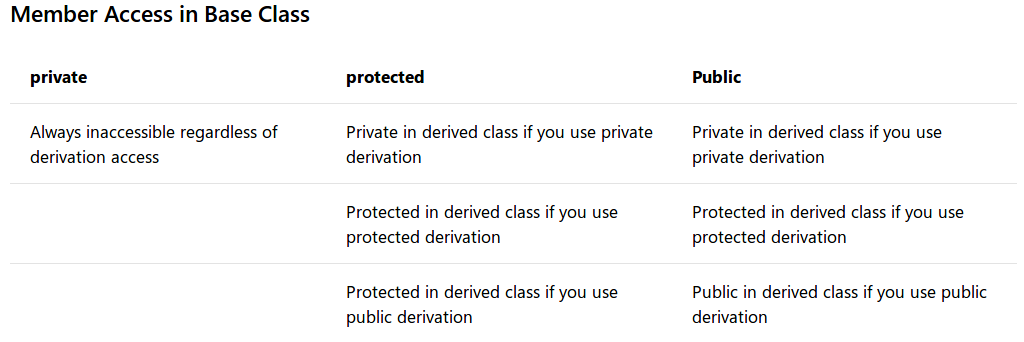 Member Access in Base Class
private protected Public
Always inaccessible regardless of
derivation access
Private in derived class if you use private
derivation
Private in derived class if you use
private derivation
Protected in derived class if you use
protected derivation
Protected in derived class if you use
protected derivation
Protected in derived class if you use
public derivation
Public in derived class if you use public
derivation